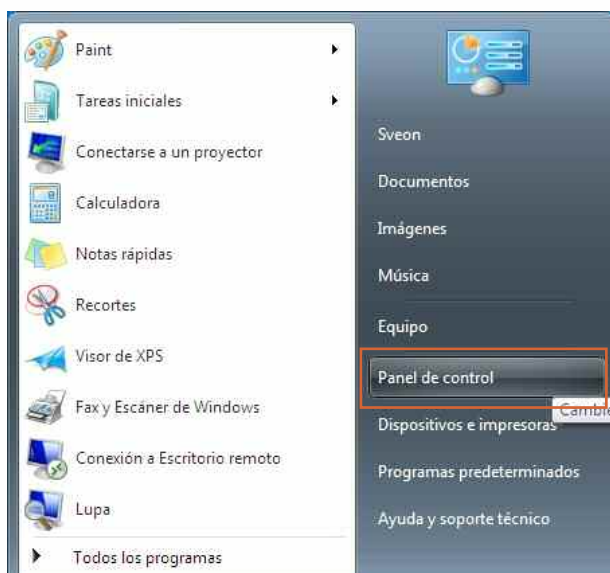 Paint
Tareas iniciales
Conectarse a un proyector
Calculadora
Notas rápidas
Recortes
Visor de XPS
Fax y Escáner de Windows
Conexión a Escritorio remoto
Lupa
Todos los programas
Sveon
Documentos
Imágenes
Música
Equipo
Panel de control
Cambie
Dispositivos e impresoras
Programas predeterminados
Ayuda y soporte técnico